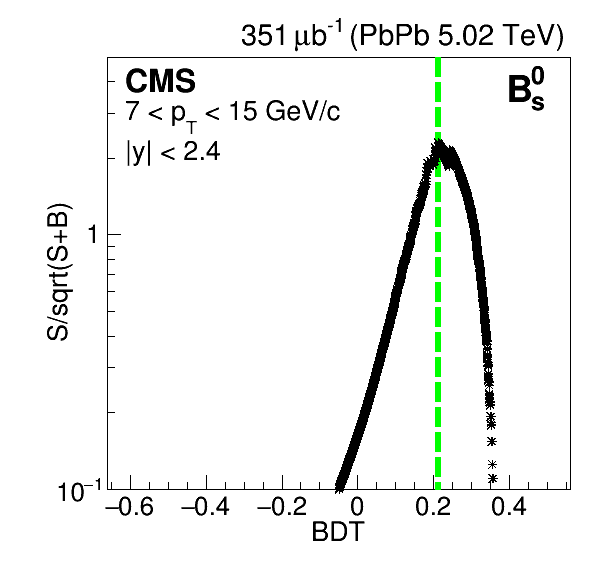 351 μb⁻¹ (PbPb 5.02 TeV)
CMS
B⁰ₛ
7 < p_T < 15 GeV/c
|y| < 2.4
S/sqrt(S+B)
1
10⁻¹
−0.6 −0.4 −0.2 0 0.2 0.4
BDT